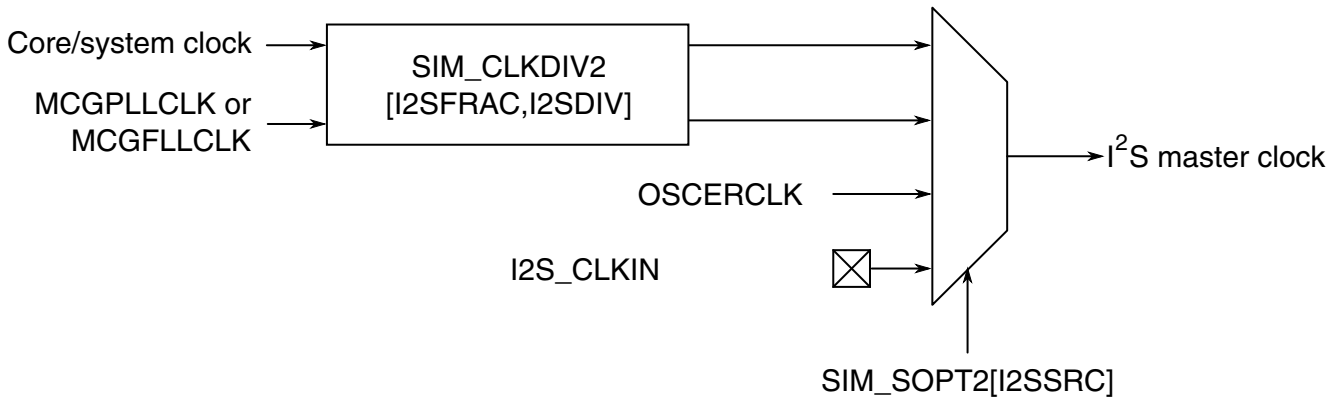 Core/system clock
SIM_CLKDIV2
[I2SFRAC,I2SDIV]
MCGPLLCLK or
MCGFLLCLK
I²S master clock
OSCERCLK
I2S_CLKIN
SIM_SOPT2[I2SSRC]